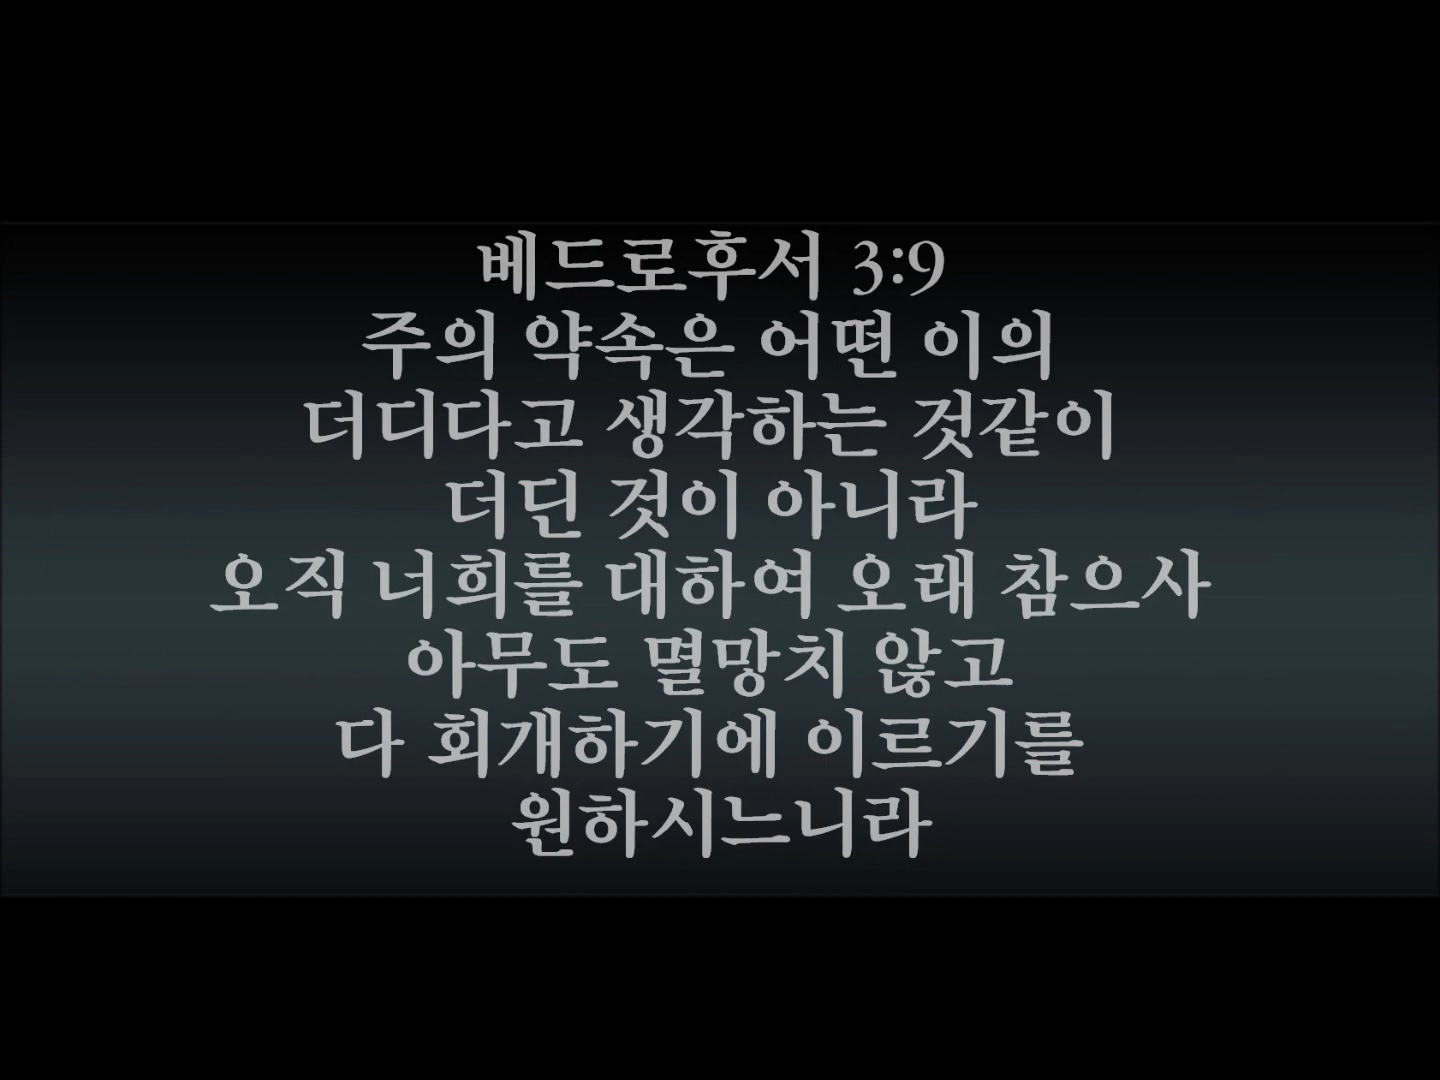 베드로후서 3:9
주의 약속은 어떤 이의
더디다고 생각하는 것같이
더딘 것이 아니라
오직 너희를 대하여 오래 참으사
아무도 멸망치 않고
다 회개하기에 이르기를
원하시느니라